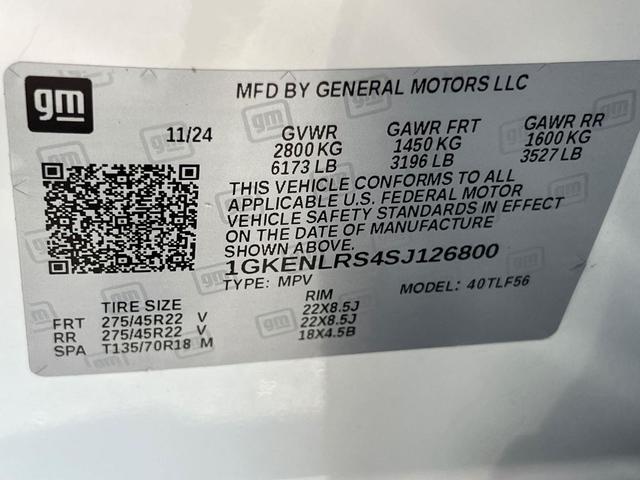 gm
MFD BY GENERAL MOTORS LLC
11/24 GVWR GAWR FRT GAWR RR
2800 KG 1450 KG 1600 KG
6173 LB 3196 LB 3527 LB
THIS VEHICLE CONFORMS TO ALL
APPLICABLE U.S. FEDERAL MOTOR
VEHICLE SAFETY STANDARDS IN EFFECT
ON THE DATE OF MANUFACTURE
SHOWN ABOVE.
1GKENLRS4SJ126800
TYPE: MPV MODEL: 40TLF56
TIRE SIZE RIM
FRT 275/45R22 V 22X8.5J
RR 275/45R22 V 22X8.5J
SPA T135/70R18 M 18X4.5B